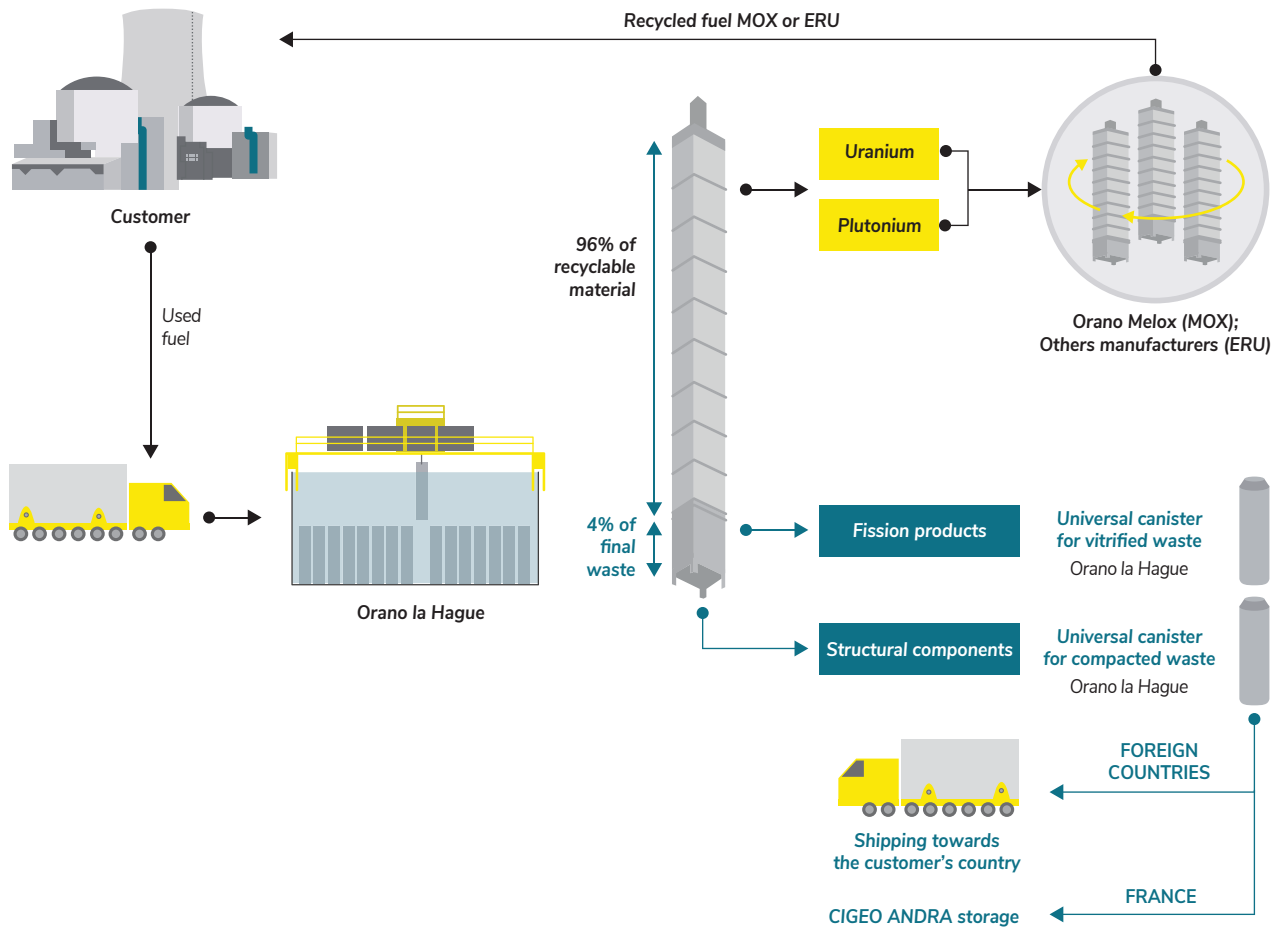 Recycled fuel MOX or ERU
Customer
Used
fuel
Orano la Hague
96% of
recyclable
material
4% of
final
waste
Uranium
Plutonium
Orano Melox (MOX);
Others manufacturers (ERU)
Fission products
Universal canister
for vitrified waste
Orano la Hague
Structural components
Universal canister
for compacted waste
Orano la Hague
FOREIGN
COUNTRIES
Shipping towards
the customer's country
FRANCE
CIGEO ANDRA storage